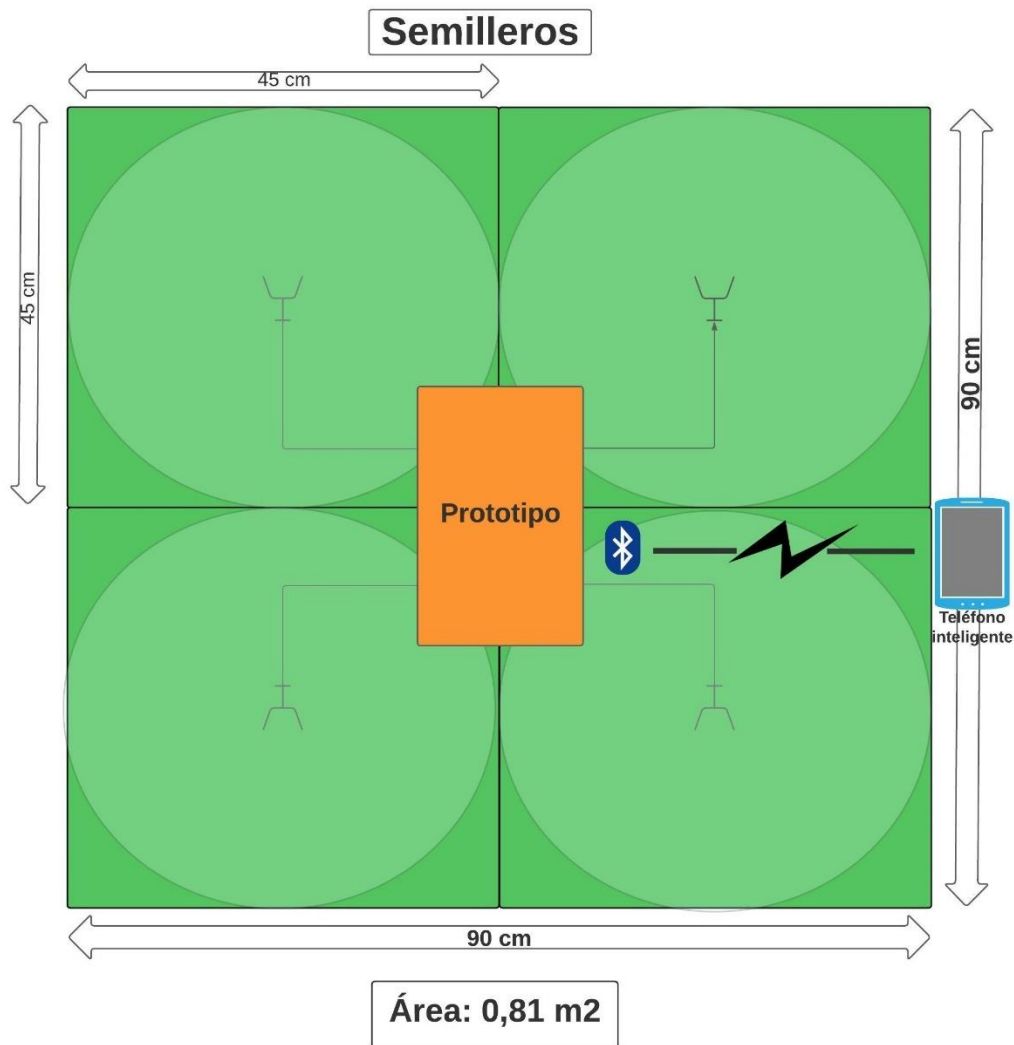 Semilleros
45 cm
45 cm
90 cm
Prototipo
Teléfono
inteligente
90 cm
Área: 0,81 m2